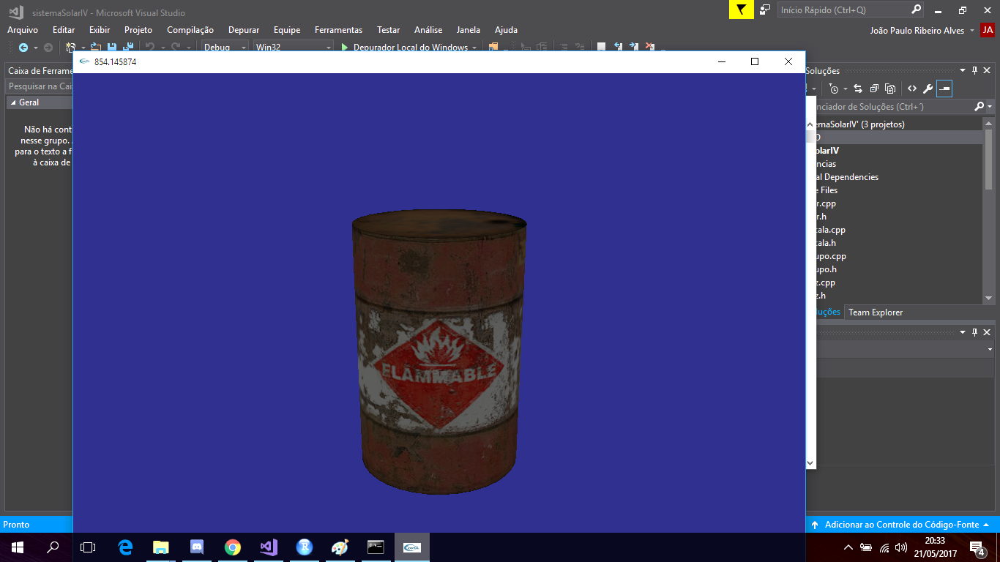 sistemaSolarIV - Microsoft Visual Studio
Início Rápido (Ctrl+Q)
Arquivo Editar Exibir Projeto Compilação Depurar Equipe Ferramentas Testar Análise Janela Ajuda
João Paulo Ribeiro Alves JA
Debug Win32 Depurador Local do Windows
854.145874
Caixa de Ferrame
Pesquisar na Cai
Geral
Não há cont
nesse grupo.
para o texto a f
à caixa de
Soluções
nciador de Soluções (Ctrl+´)
emaSolarIV' (3 projetos)
olarIV
ências
al Dependencies
e Files
r.cpp
r.h
cala.cpp
cala.h
upo.cpp
upo.h
z.cpp
z.h
uções Team Explorer
FLAMMABLE
Pronto
Adicionar ao Controle do Código-Fonte
OpenGL
20:33
21/05/2017
4